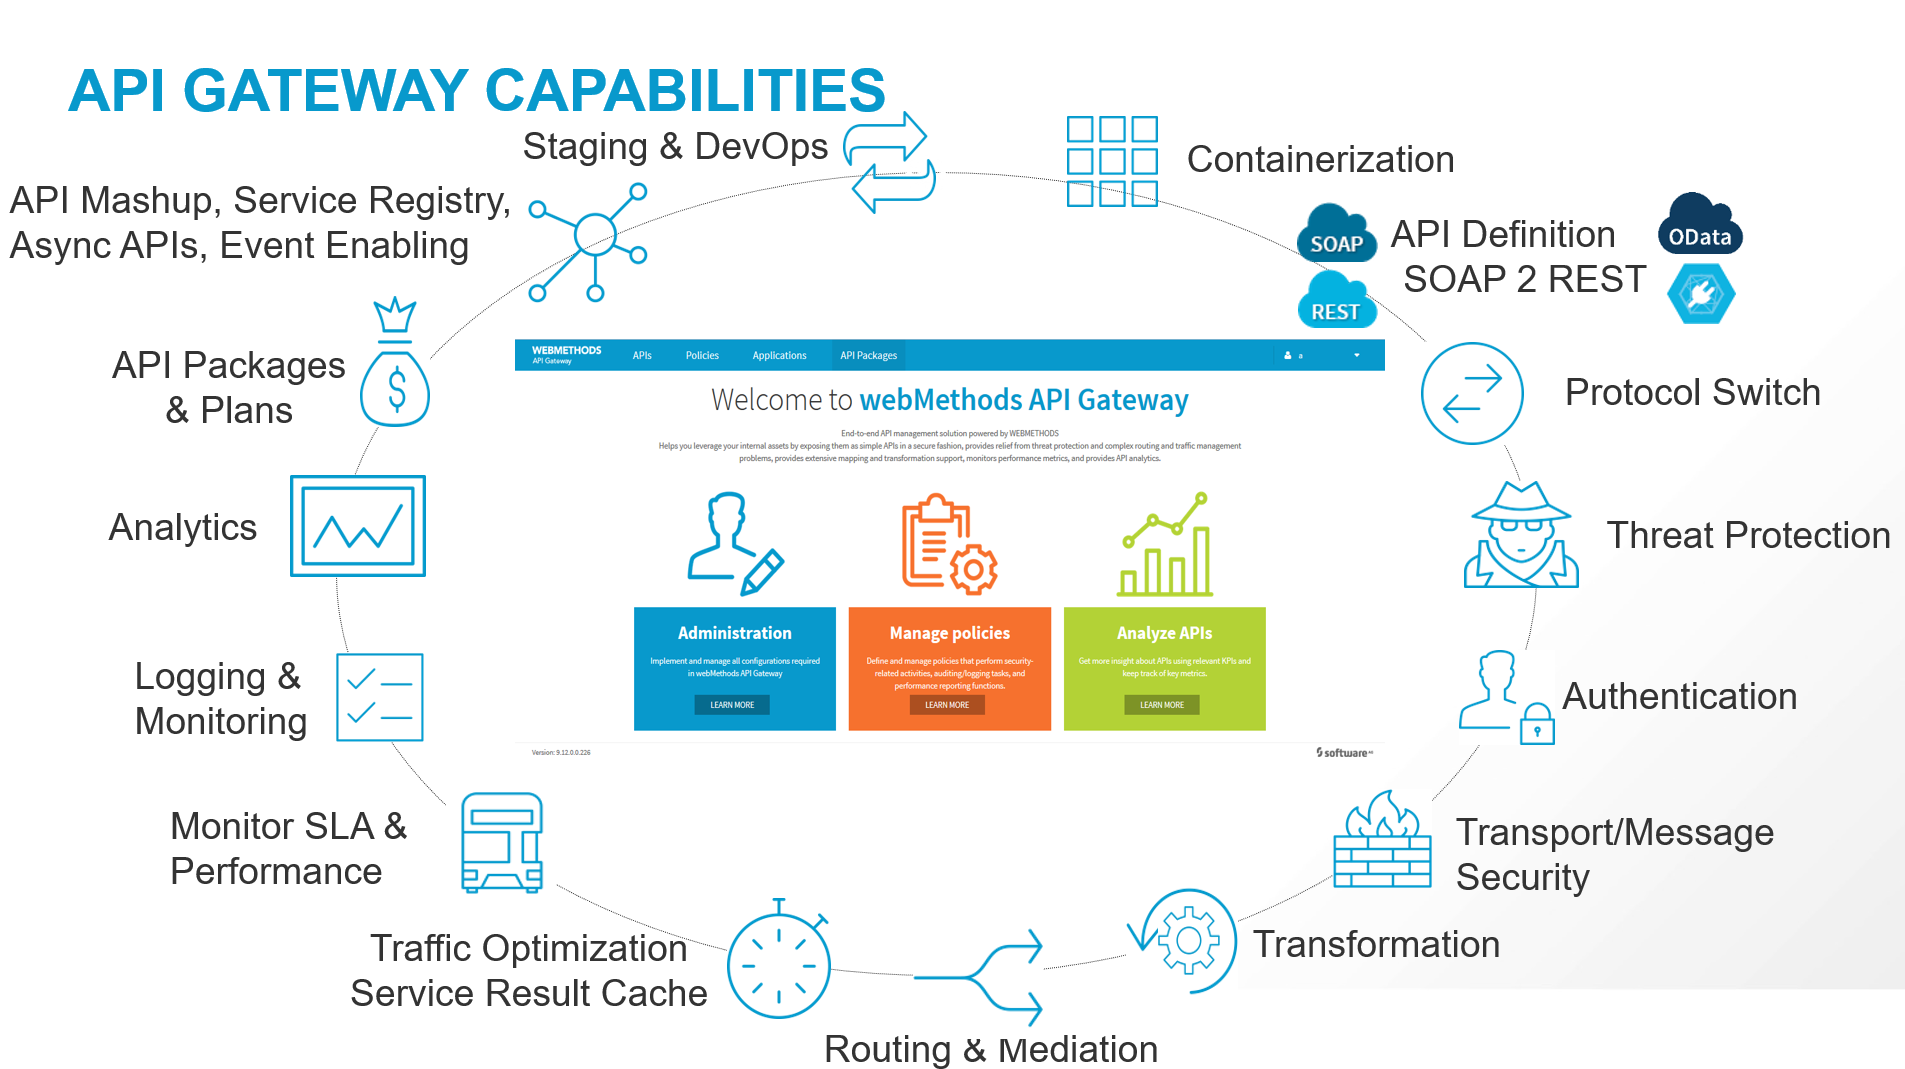 API GATEWAY CAPABILITIES
Staging & DevOps
Containerization
API Mashup, Service Registry,
Async APIs, Event Enabling
SOAP
REST
API Definition
SOAP 2 REST
OData
API Packages
& Plans
Protocol Switch
Analytics
Threat Protection
Logging &
Monitoring
Authentication
Monitor SLA &
Performance
Transport/Message
Security
Traffic Optimization
Service Result Cache
Transformation
Routing & Mediation
WEBMETHODS
API Gateway
APIs
Policies
Applications
API Packages
a
Welcome to webMethods API Gateway
End-to-end API management solution powered by WEBMETHODS
Helps you leverage your internal assets by exposing them as simple APIs in a secure fashion, provides relief from threat protection and complex routing and traffic management
problems, provides extensive mapping and transformation support, monitors performance metrics, and provides API analytics.
Administration
Implement and manage all configurations required
in webMethods API Gateway
LEARN MORE
Manage policies
Define and manage policies that perform security-
related activities, auditing/logging tasks, and
performance reporting functions.
LEARN MORE
Analyze APIs
Get more insight about APIs using relevant KPIs and
keep track of key metrics.
LEARN MORE
Version: 9.12.0.0.226
software AG